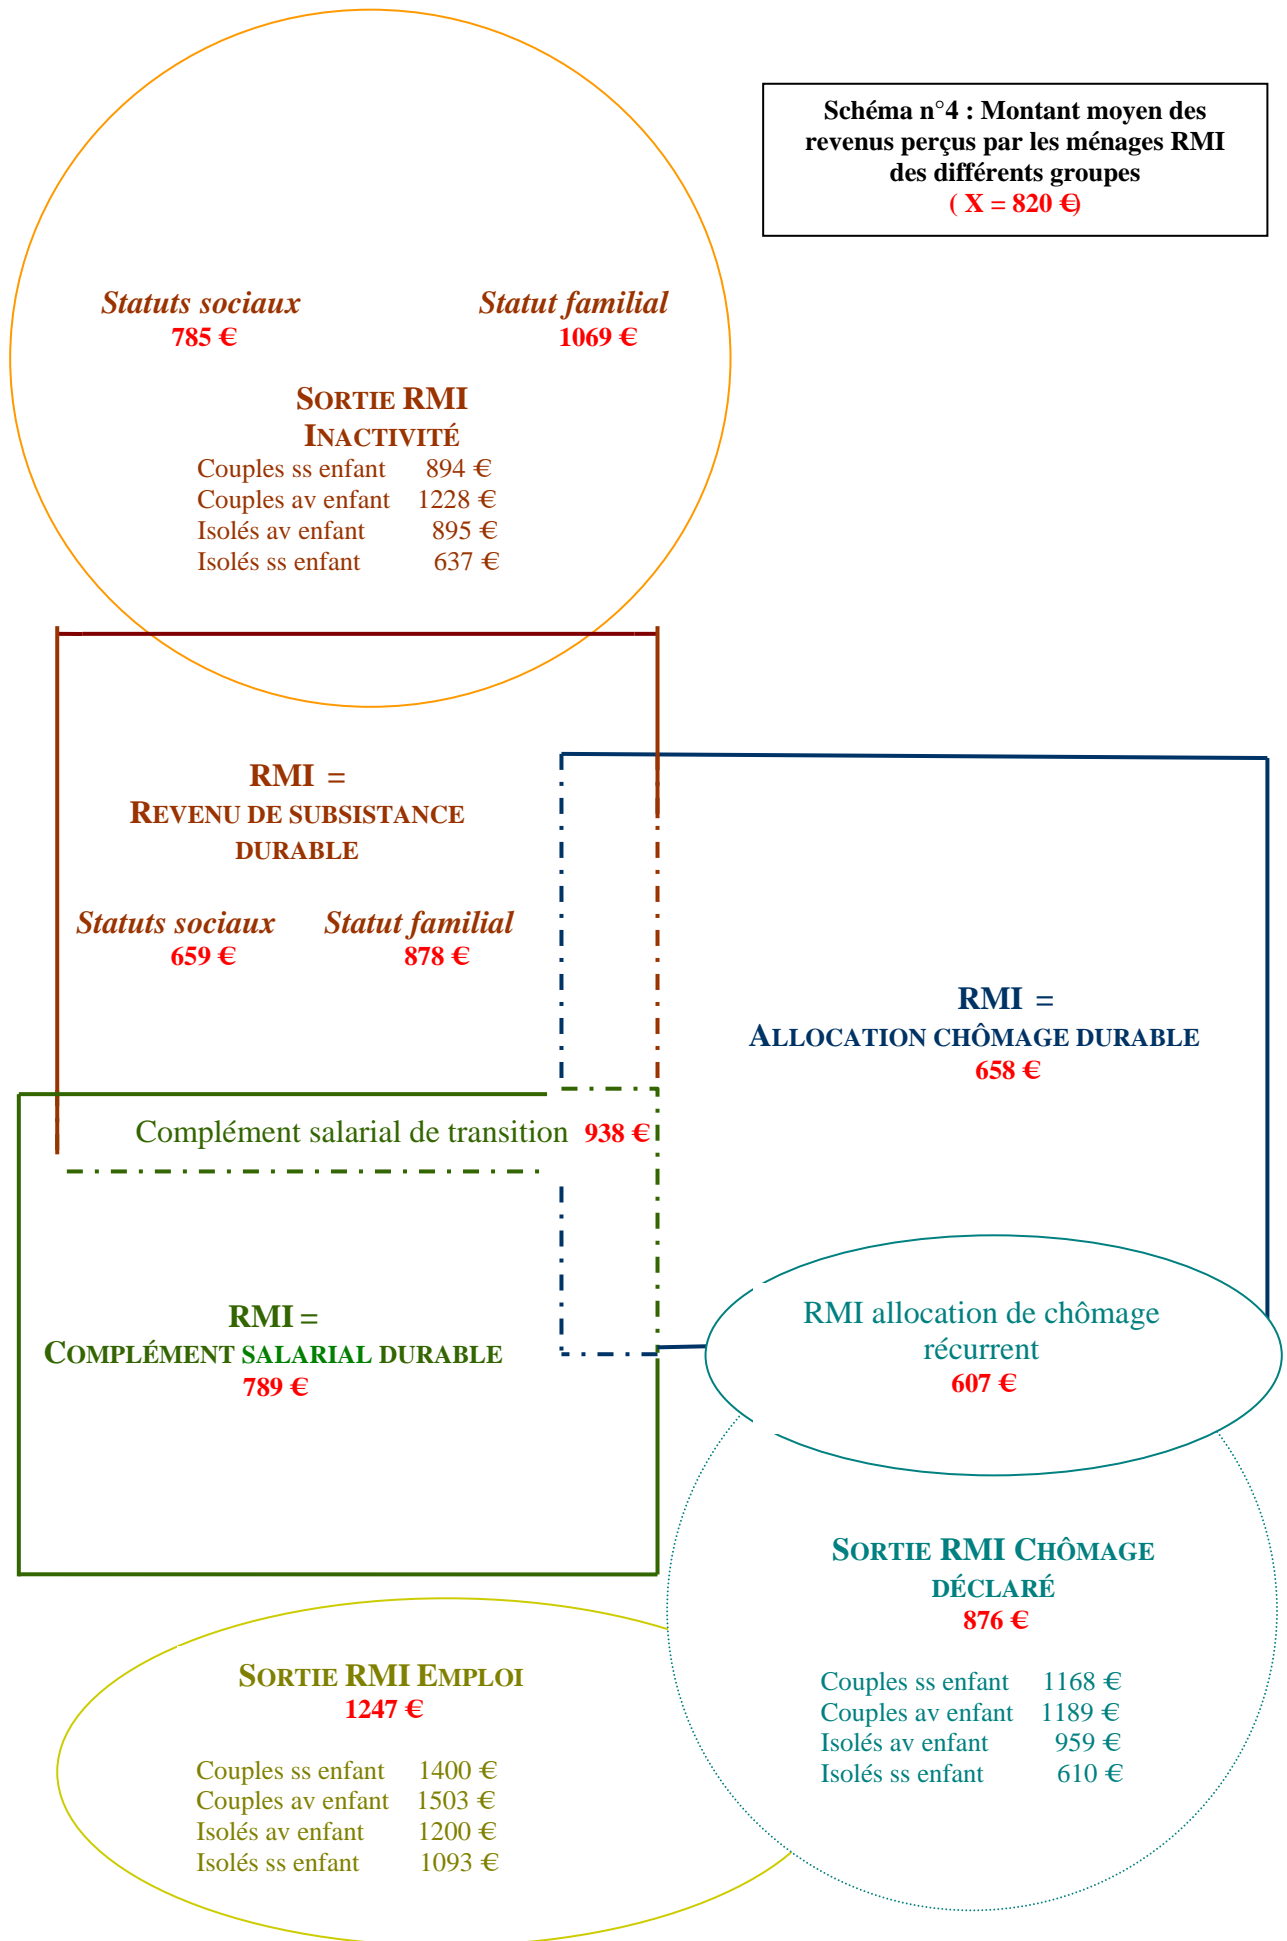 Schéma n°4 : Montant moyen des
revenus perçus par les ménages RMI
des différents groupes
( X = 820 €)
Statuts sociaux Statut familial
785 € 1069 €
SORTIE RMI
INACTIVITÉ
Couples ss enfant 894 €
Couples av enfant 1228 €
Isolés av enfant 895 €
Isolés ss enfant 637 €
RMI =
REVENU DE SUBSISTANCE
DURABLE
Statuts sociaux Statut familial
659 € 878 €
RMI =
ALLOCATION CHÔMAGE DURABLE
658 €
Complément salarial de transition 938 €
RMI =
COMPLÉMENT SALARIAL DURABLE
789 €
RMI allocation de chômage
récurrent
607 €
SORTIE RMI CHÔMAGE
DÉCLARÉ
876 €
Couples ss enfant 1168 €
Couples av enfant 1189 €
Isolés av enfant 959 €
Isolés ss enfant 610 €
SORTIE RMI EMPLOI
1247 €
Couples ss enfant 1400 €
Couples av enfant 1503 €
Isolés av enfant 1200 €
Isolés ss enfant 1093 €